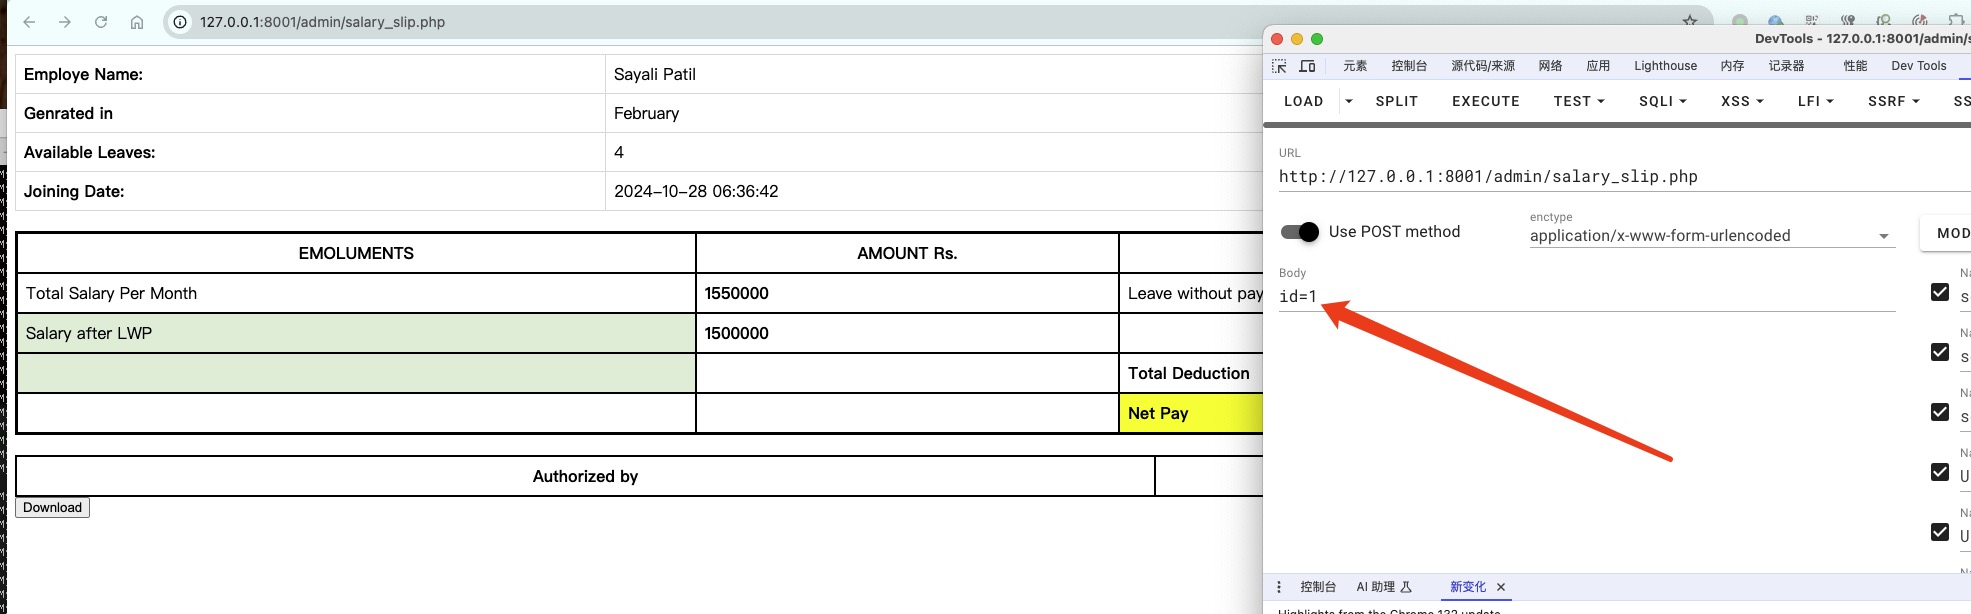 127.0.0.1:8001/admin/salary_slip.php
Employe Name: Sayali Patil
Genrated in February
Available Leaves: 4
Joining Date: 2024-10-28 06:36:42
EMOLUMENTS AMOUNT Rs.
Total Salary Per Month 1550000 Leave without pay
Salary after LWP 1500000
Total Deduction
Net Pay
Authorized by
Download
DevTools - 127.0.0.1:8001/admin/s
元素 控制台 源代码/来源 网络 应用 Lighthouse 内存 记录器 性能 Dev Tools
LOAD SPLIT EXECUTE TEST SQLI XSS LFI SSRF SS
URL
http://127.0.0.1:8001/admin/salary_slip.php
Use POST method
enctype
application/x-www-form-urlencoded
MOD
Body
id=1
Na
s
Na
s
Na
s
Na
U
Na
U
控制台 AI 助理 新变化
Highlights from the Chrome 132 update